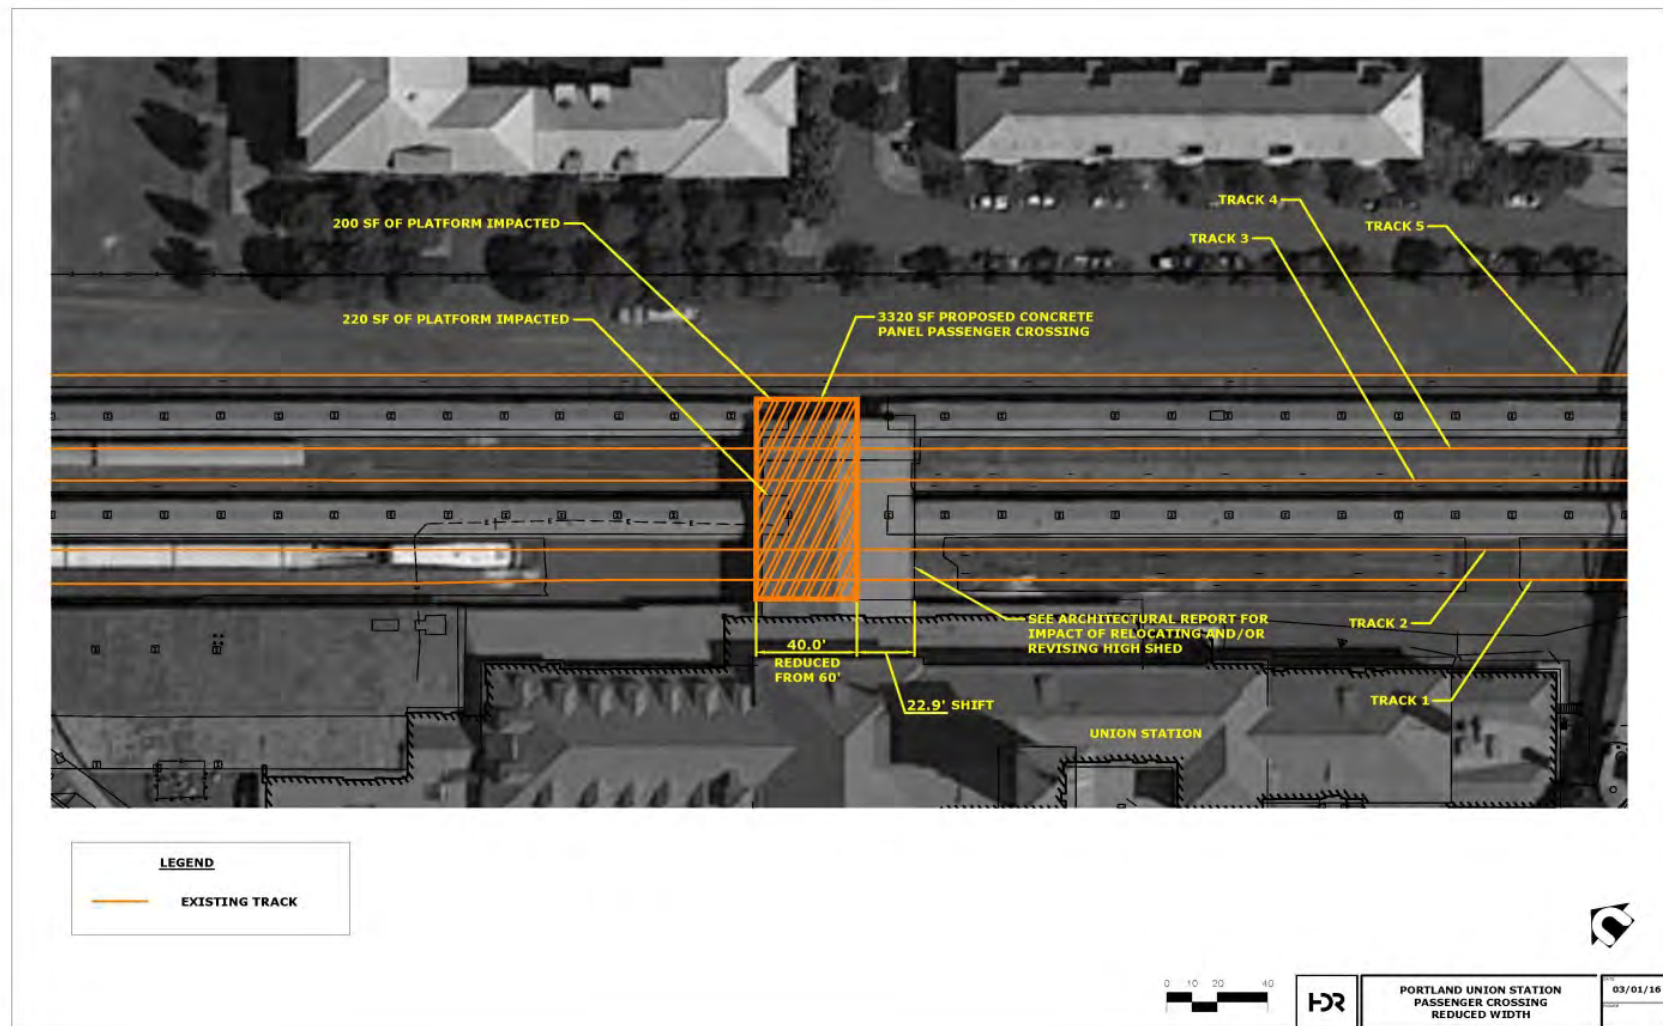 TRACK 4
200 SF OF PLATFORM IMPACTED
TRACK 5
TRACK 3
220 SF OF PLATFORM IMPACTED
3320 SF PROPOSED CONCRETE
PANEL PASSENGER CROSSING
SEE ARCHITECTURAL REPORT FOR
IMPACT OF RELOCATING AND/OR
REVISING HIGH SHED
TRACK 2
40.0'
REDUCED
FROM 60'
TRACK 1
22.9' SHIFT
UNION STATION
LEGEND
EXISTING TRACK
0 10 20 40
HDR
PORTLAND UNION STATION
PASSENGER CROSSING
REDUCED WIDTH
03/01/16